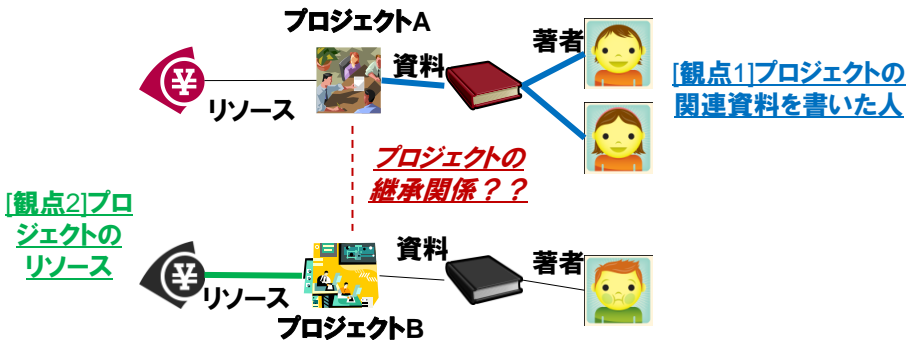 プロジェクトA
資料
著者
リソース
[観点1]プロジェクトの
関連資料を書いた人
プロジェクトの
継承関係？？
[観点2]プロ
ジェクトの
リソース
¥
¥
資料
著者
リソース
プロジェクトB